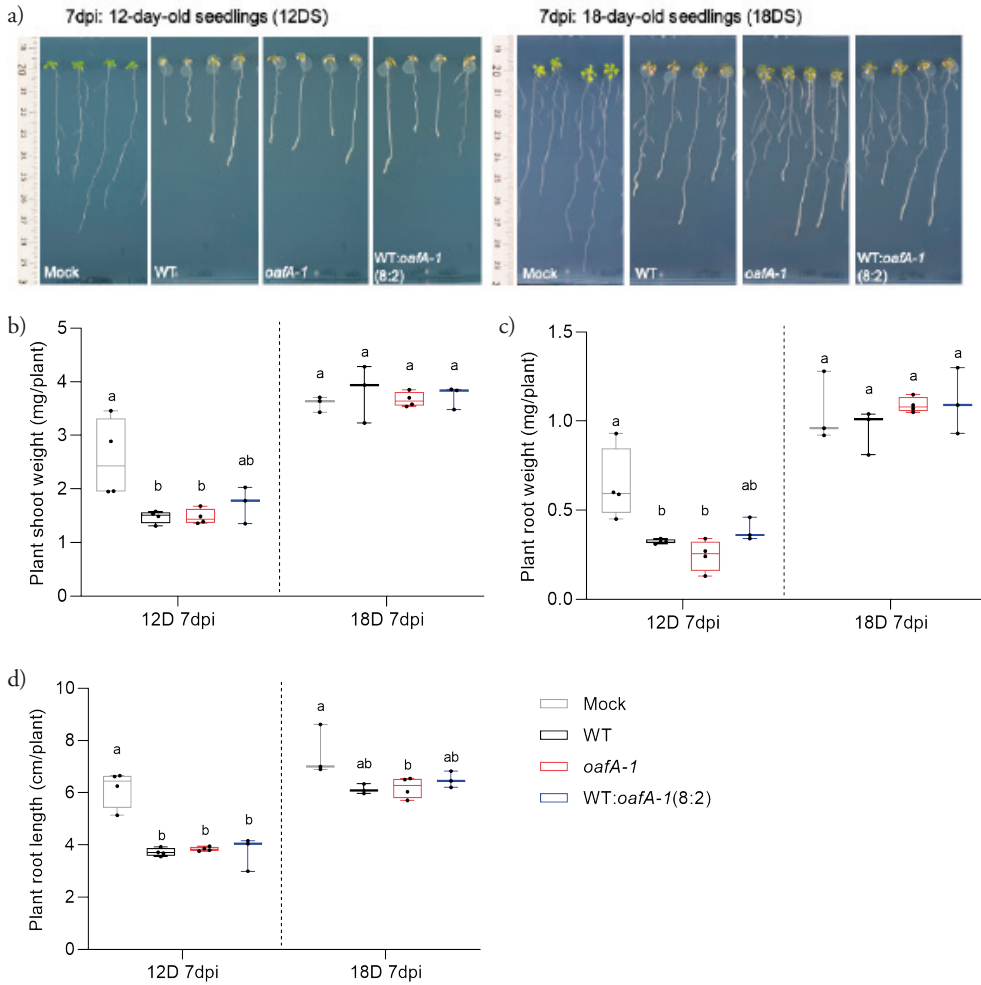 a)
7dpi: 12-day-old seedlings (12DS)
7dpi: 18-day-old seedlings (18DS)
Mock
WT
oafA-1
WT:oafA-1
(8:2)
Mock
WT
oafA-1
WT:oafA-1
(8:2)
b)
Plant shoot weight (mg/plant)
5
4
3
2
1
0
a
b
b
ab
a
a
a
a
12D 7dpi
18D 7dpi
c)
Plant root weight (mg/plant)
1.5
1.0
0.5
0.0
a
b
b
ab
a
a
a
a
12D 7dpi
18D 7dpi
d)
Plant root length (cm/plant)
10
8
6
4
2
0
a
b
b
b
a
ab
b
ab
12D 7dpi
18D 7dpi
Mock
WT
oafA-1
WT:oafA-1(8:2)